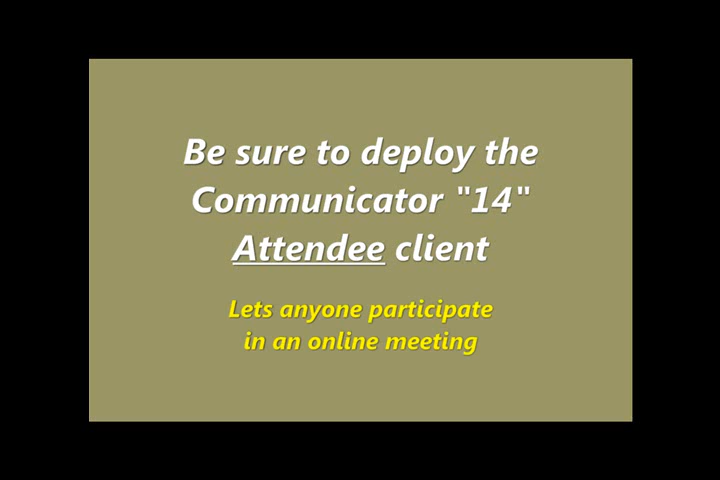 Be sure to deploy the
Communicator "14"
Attendee client
Lets anyone participate
in an online meeting